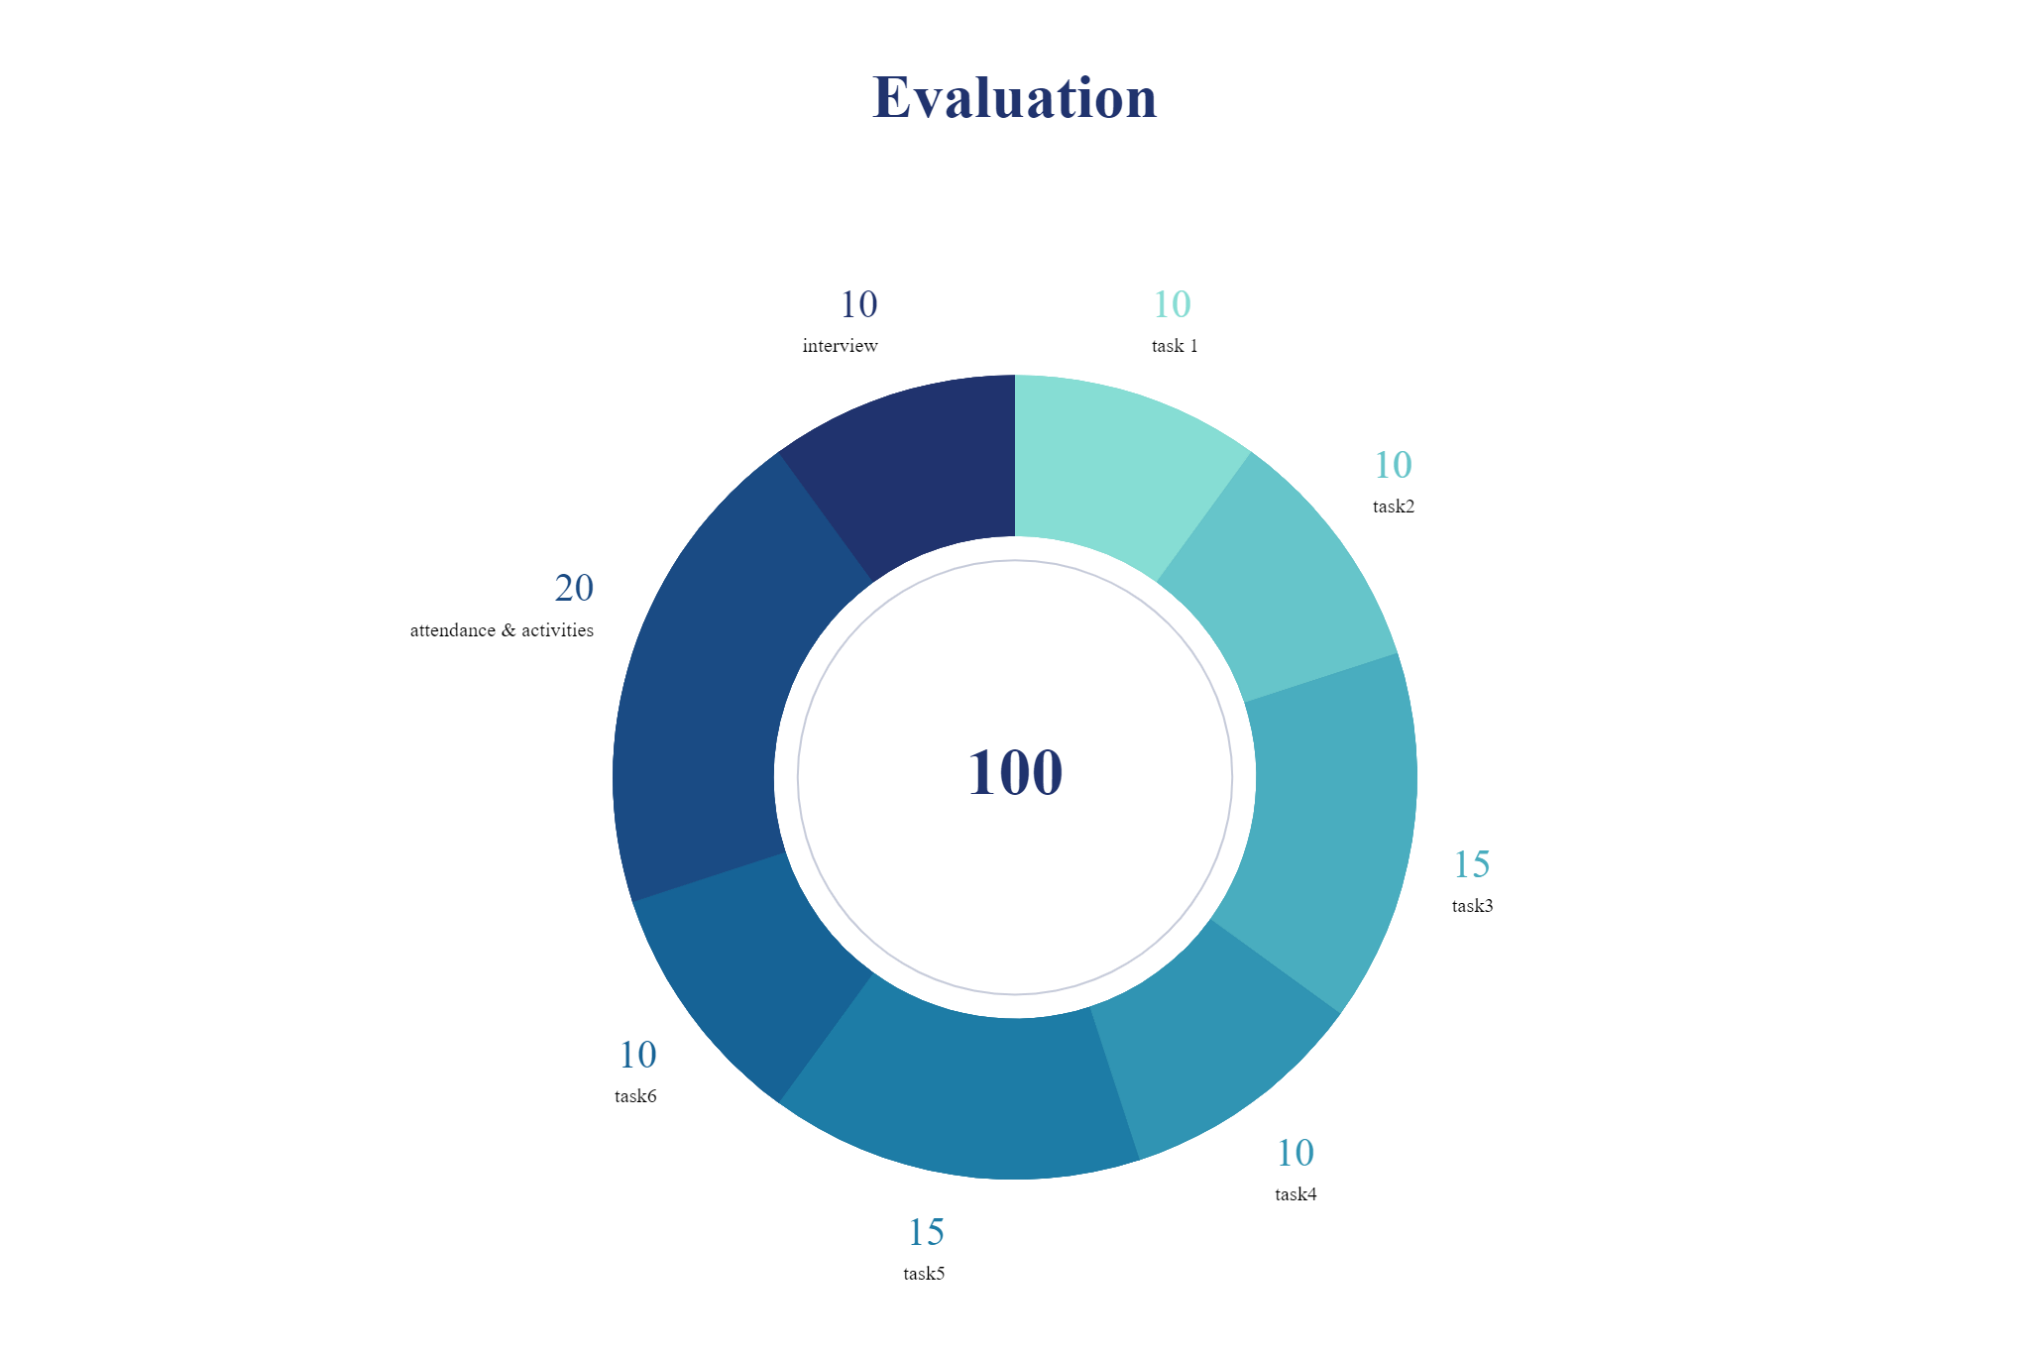 Evaluation
10
interview
10
task 1
10
task2
20
attendance & activities
100
15
task3
10
task6
10
task4
15
task5